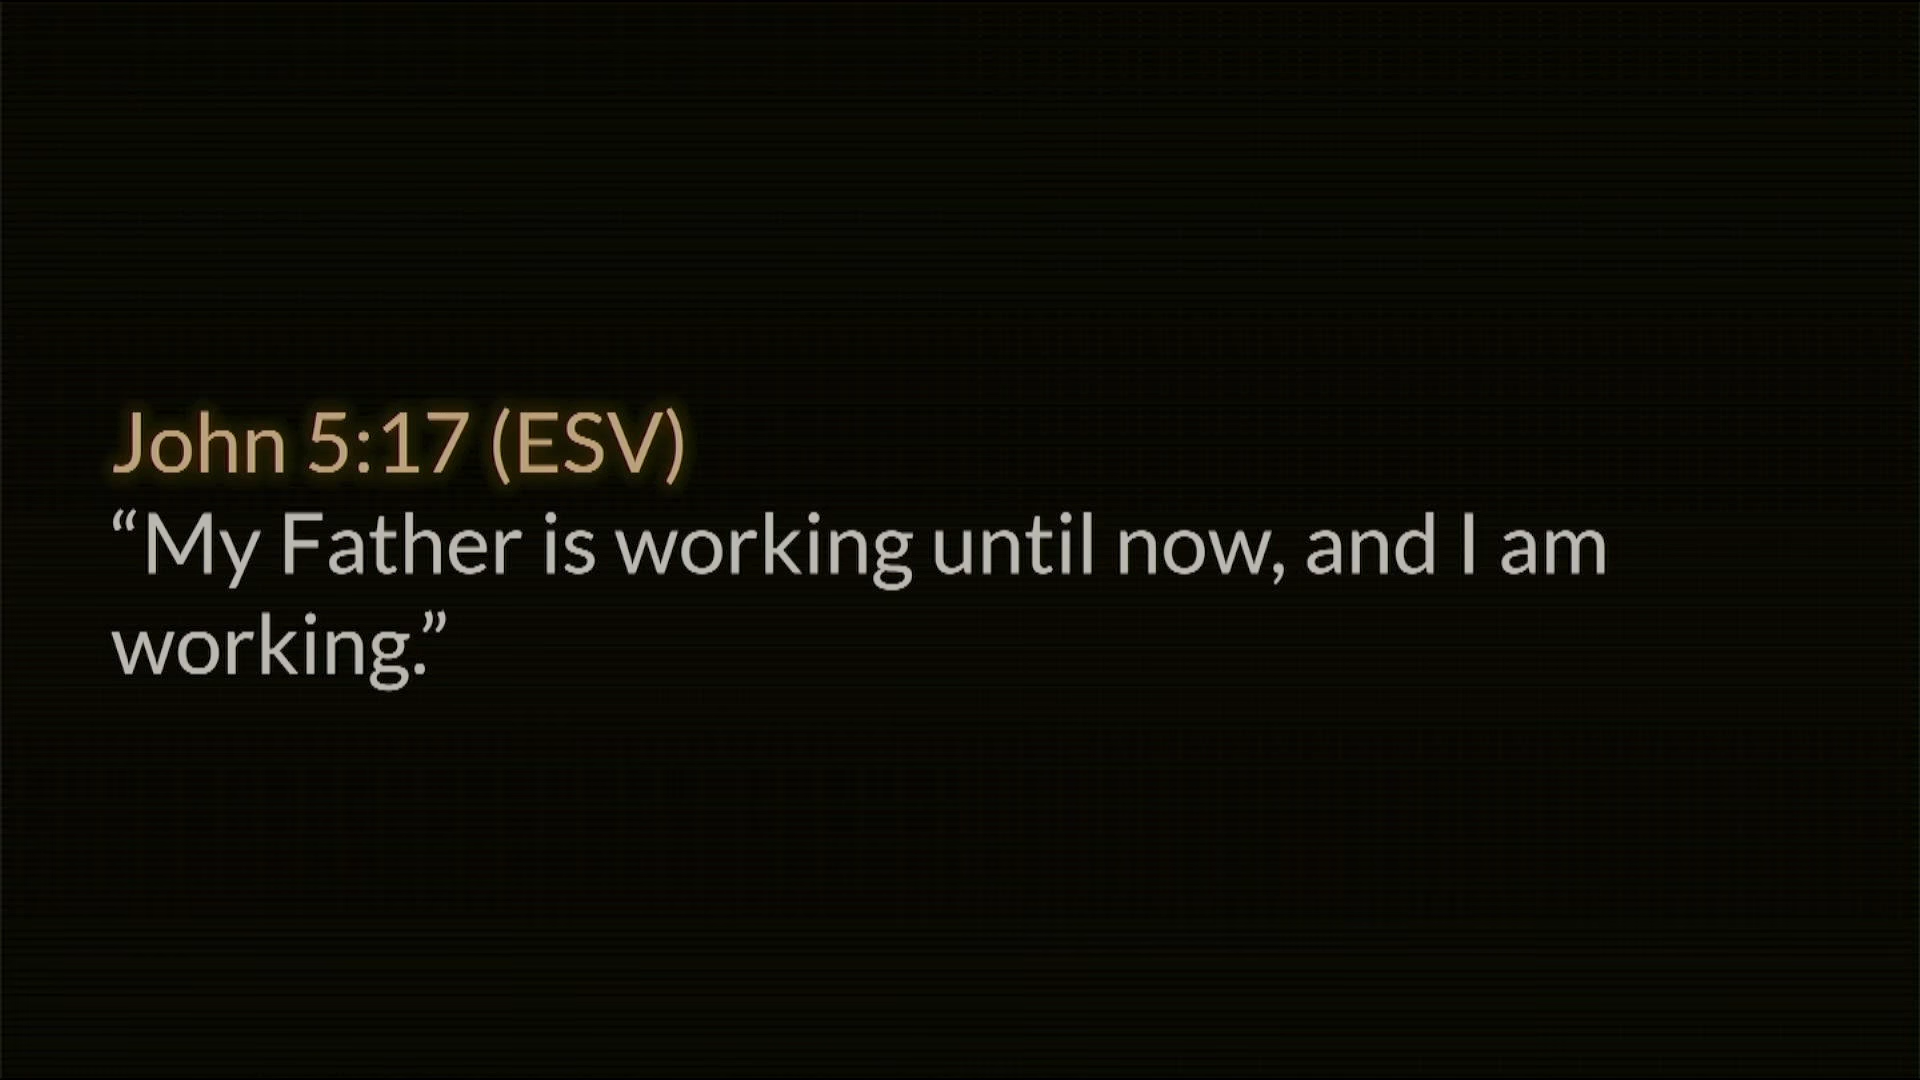 John 5:17 (ESV)
“My Father is working until now, and I am
working.”